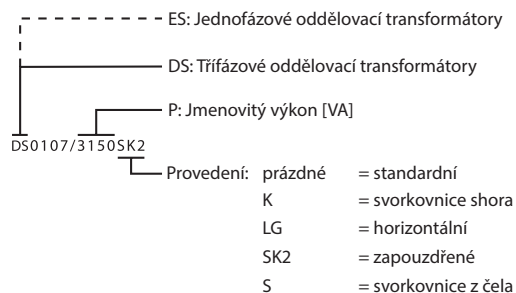 ES: Jednofázové oddělovací transformátory
DS: Třífázové oddělovací transformátory
P: Jmenovitý výkon [VA]
DS0107/3150SK2
Provedení: prázdné = standardní
K = svorkovnice shora
LG = horizontální
SK2 = zapouzdřené
S = svorkovnice z čela